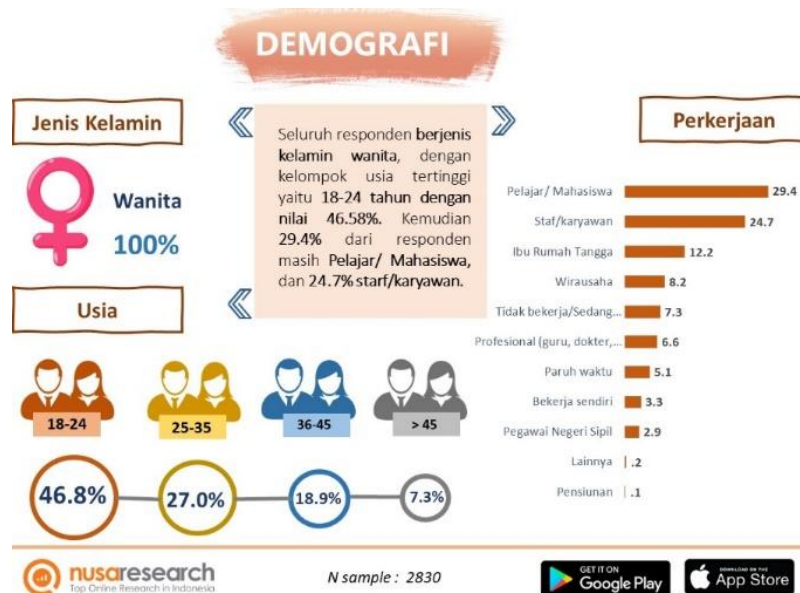 DEMOGRAFI
Jenis Kelamin
Wanita
100%
Seluruh responden berjenis
kelamin wanita, dengan
kelompok usia tertinggi
yaitu 18-24 tahun dengan
nilai 46.58%. Kemudian
29.4% dari responden
masih Pelajar/ Mahasiswa,
dan 24.7% starf/karyawan.
Usia
18-24
25-35
36-45
> 45
46.8%
27.0%
18.9%
7.3%
Perkerjaan
Pelajar/ Mahasiswa 29.4
Staf/karyawan 24.7
Ibu Rumah Tangga 12.2
Wirausaha 8.2
Tidak bekerja/Sedang... 7.3
Profesional (guru, dokter,... 6.6
Paruh waktu 5.1
Bekerja sendiri 3.3
Pegawai Negeri Sipil 2.9
Lainnya .2
Pensiunan .1
nusaresearch
Top Online Research in Indonesia
N sample : 2830
GET IT ON
Google Play
DOWNLOAD ON THE
App Store